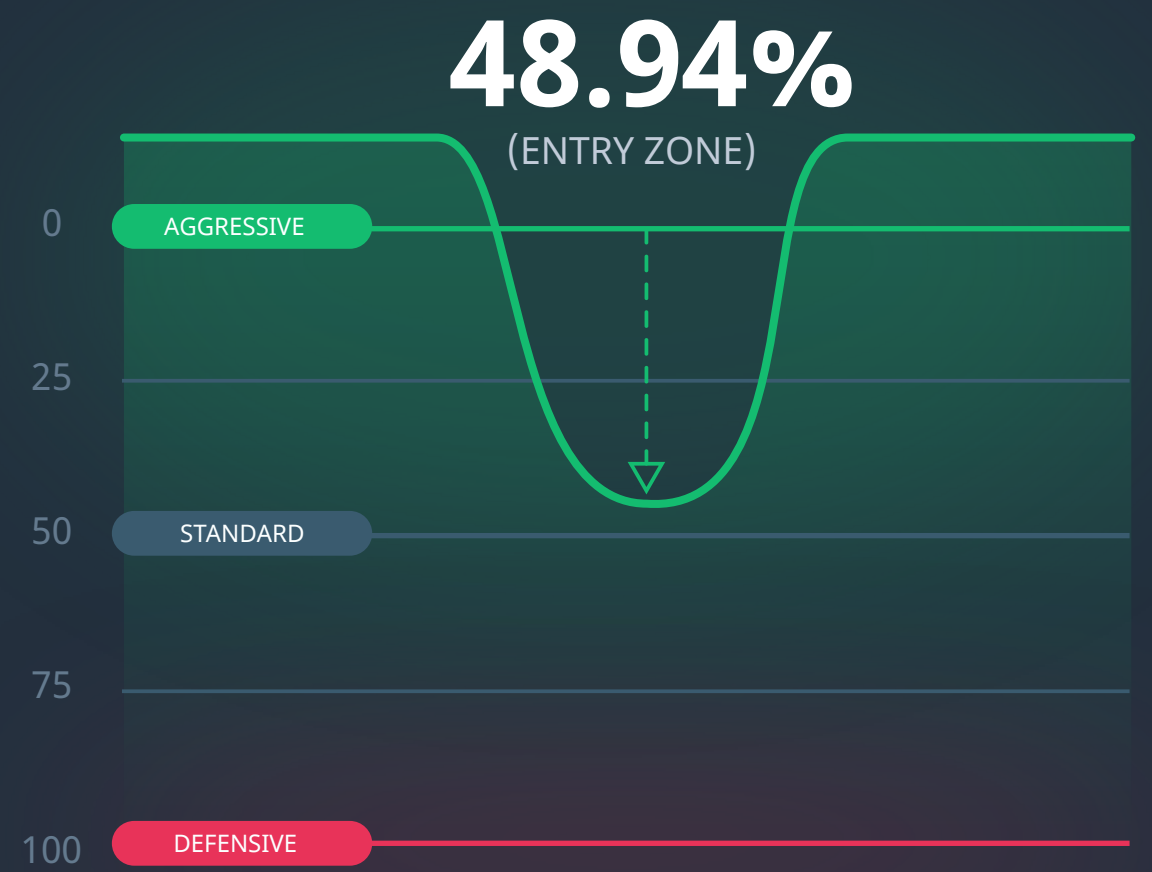 48.94%
(ENTRY ZONE)
0 AGGRESSIVE
25
50 STANDARD
75
100 DEFENSIVE